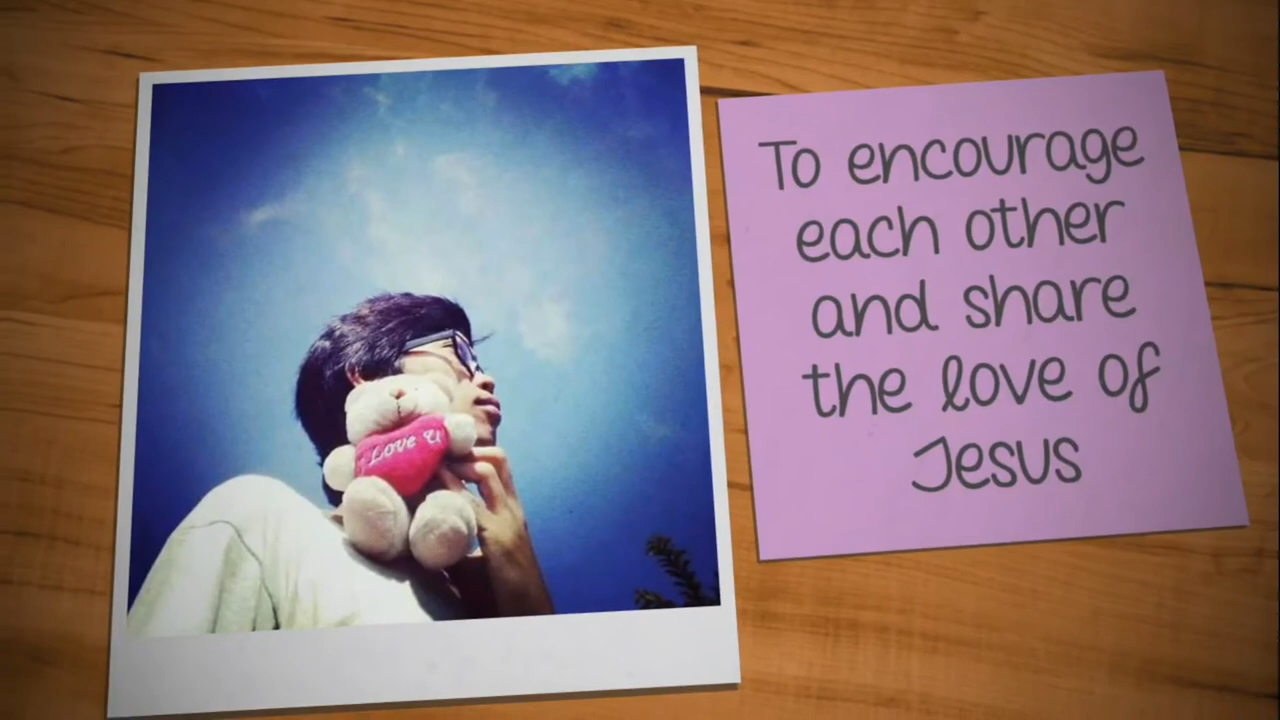 I Love U
To encourage
each other
and share
the love of
Jesus